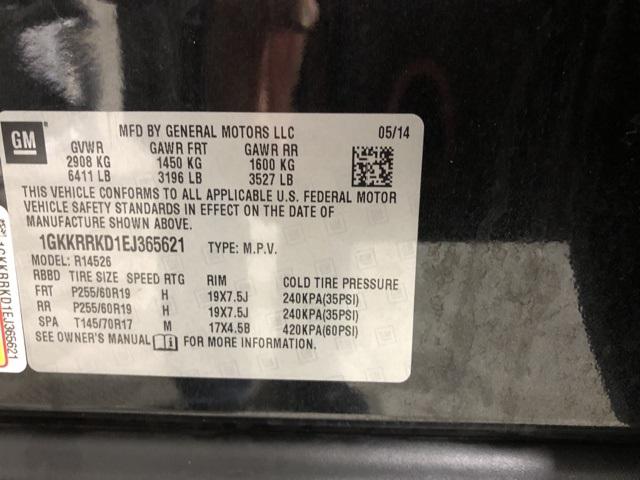 GM
MFD BY GENERAL MOTORS LLC 05/14
GVWR GAWR FRT GAWR RR
2908 KG 1450 KG 1600 KG
6411 LB 3196 LB 3527 LB
THIS VEHICLE CONFORMS TO ALL APPLICABLE U.S. FEDERAL MOTOR
VEHICLE SAFETY STANDARDS IN EFFECT ON THE DATE OF
MANUFACTURE SHOWN ABOVE.
1GKKRRKD1EJ365621 TYPE: M.P.V.
MODEL: R14526
RBBD TIRE SIZE SPEED RTG RIM COLD TIRE PRESSURE
FRT P255/60R19 H 19X7.5J 240KPA(35PSI)
RR P255/60R19 H 19X7.5J 240KPA(35PSI)
SPA T145/70R17 M 17X4.5B 420KPA(60PSI)
SEE OWNER'S MANUAL FOR MORE INFORMATION.
1GKKRRKD1EJ365621